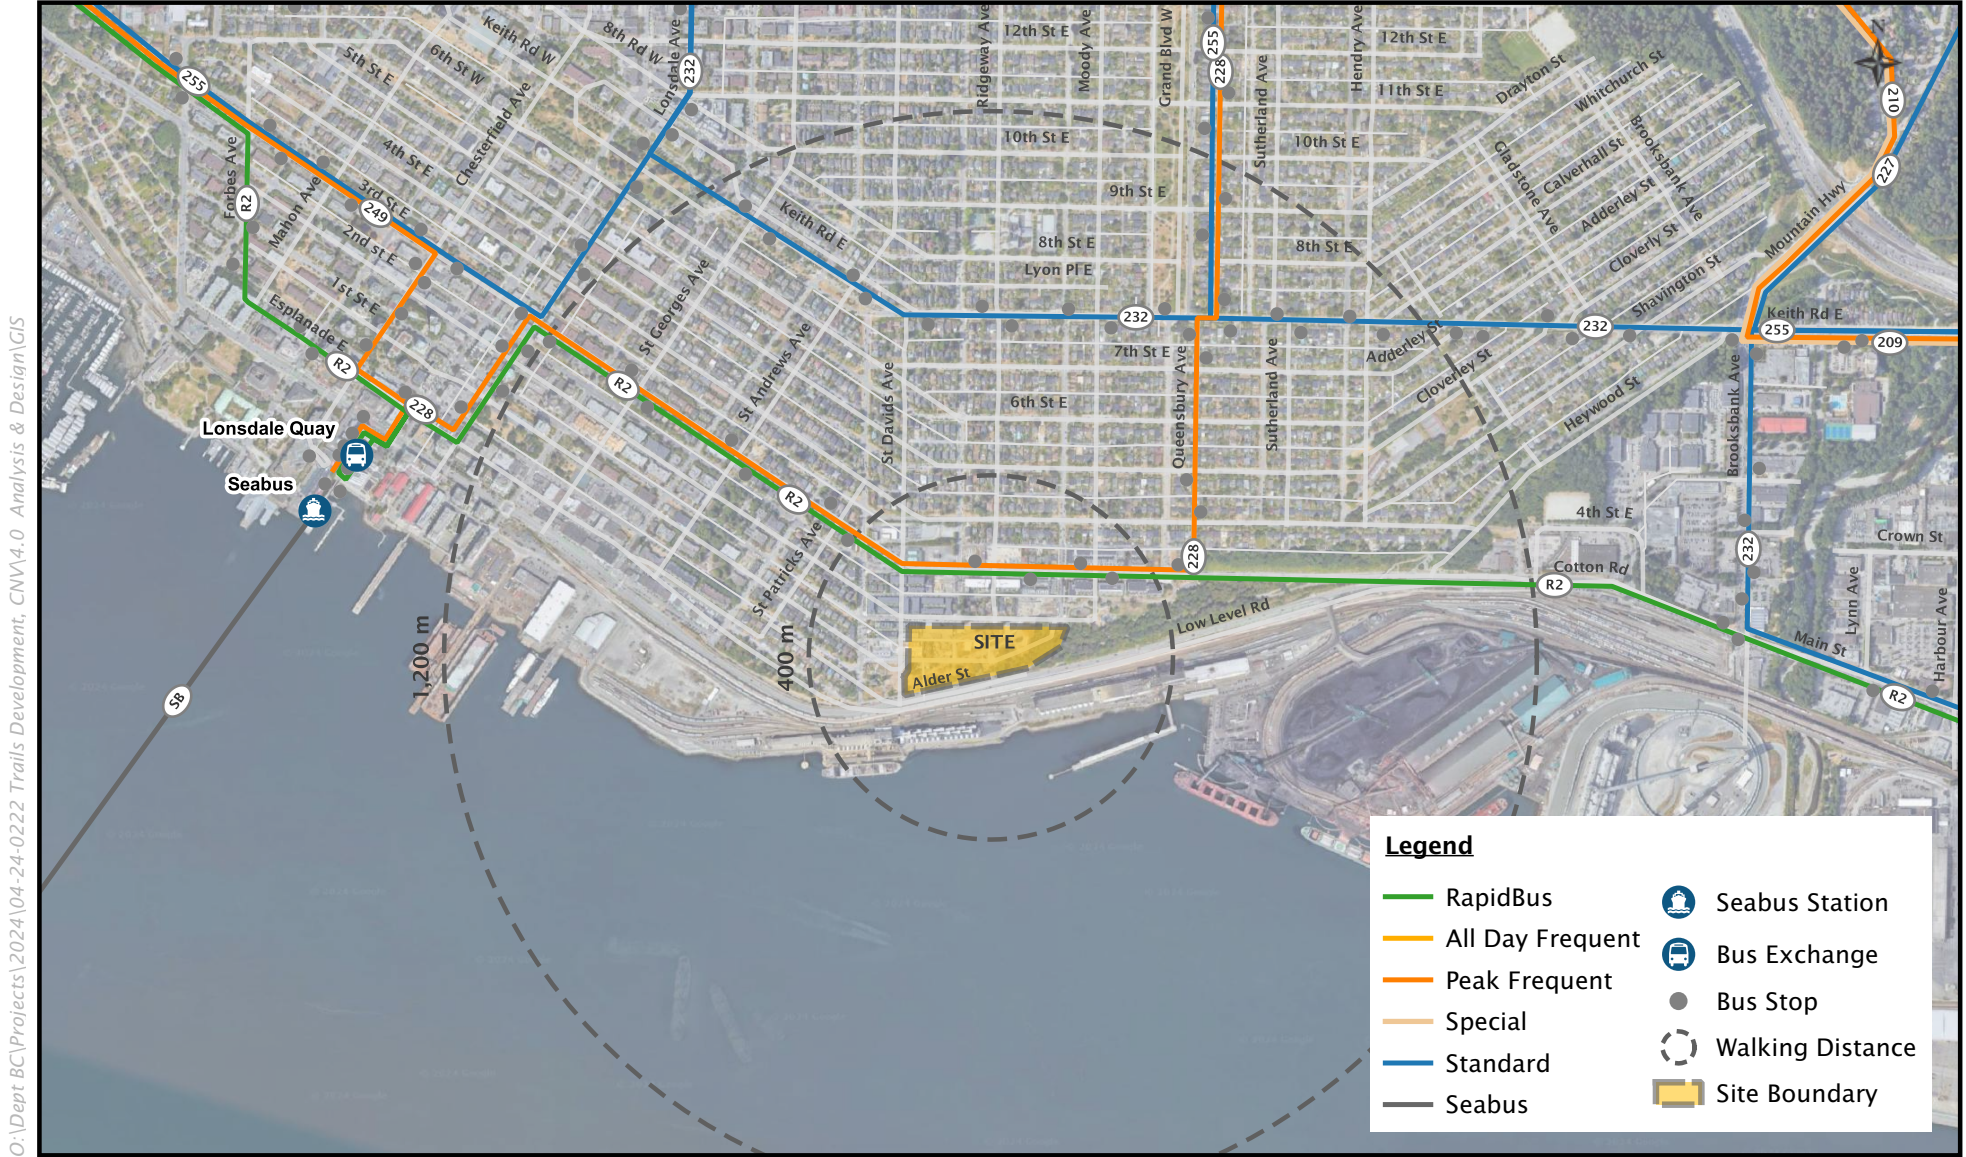 12th St E
12th St E
Keith Rd W
8th Rd W
Lonsdale Ave
Ridgeway Ave
Moody Ave
Grand Blvd W
Hendry Ave
N
5th St E
6th St W
255
232
255
228
Sutherland Ave
11th St E
Drayton St
Whitchurch St
210
Chesterfield Ave
4th St E
10th St E
10th St E
Gladstone Ave
Calverhall St
Brooksbank Ave
227
Forbes Ave
R2
Mahon Ave
3rd St E
249
2nd st E
Keith Rd E
9th St E
8th St E
8th St E
Adderley St
Cloverly St
Shavington St
Mountain Hwy
Lyon Pl E
1st St E
Esplanade E
R2
St Georges Ave
St Andrews Ave
232
232
Keith Rd E
255
209
7th St E
Adderley St
Cloverley St
Heywood St
Brooksbank Ave
St Davids Ave
Queensbury Ave
Sutherland Ave
6th St E
R2
228
Lonsdale Quay
Seabus
R2
4th St E
Crown St
St Patricks Ave
228
Cotton Rd
R2
232
Lynn Ave
Harbour Ave
Low Level Rd
SITE
Alder St
Main St
R2
1,200 m
400 m
SB
Legend
RapidBus
All Day Frequent
Peak Frequent
Special
Standard
Seabus
Seabus Station
Bus Exchange
Bus Stop
Walking Distance
Site Boundary
O:\Dept BC\Projects\2024\04-24-0222 Trails Development, CNV\4.0 Analysis & Design\GIS